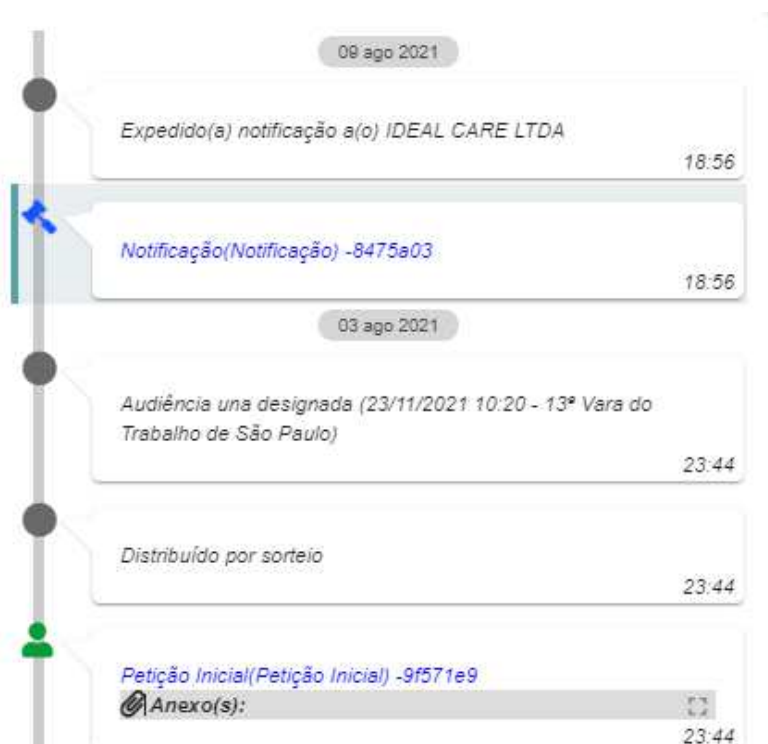 09 ago 2021
Expedido(a) notificação a(o) IDEAL CARE LTDA
18:56
Notificação(Notificação) -8475a03
18:56
03 ago 2021
Audiência una designada (23/11/2021 10:20 - 13ª Vara do
Trabalho de São Paulo)
23:44
Distribuído por sorteio
23:44
Petição Inicial(Petição Inicial) -9f571e9
Anexo(s):
23:44